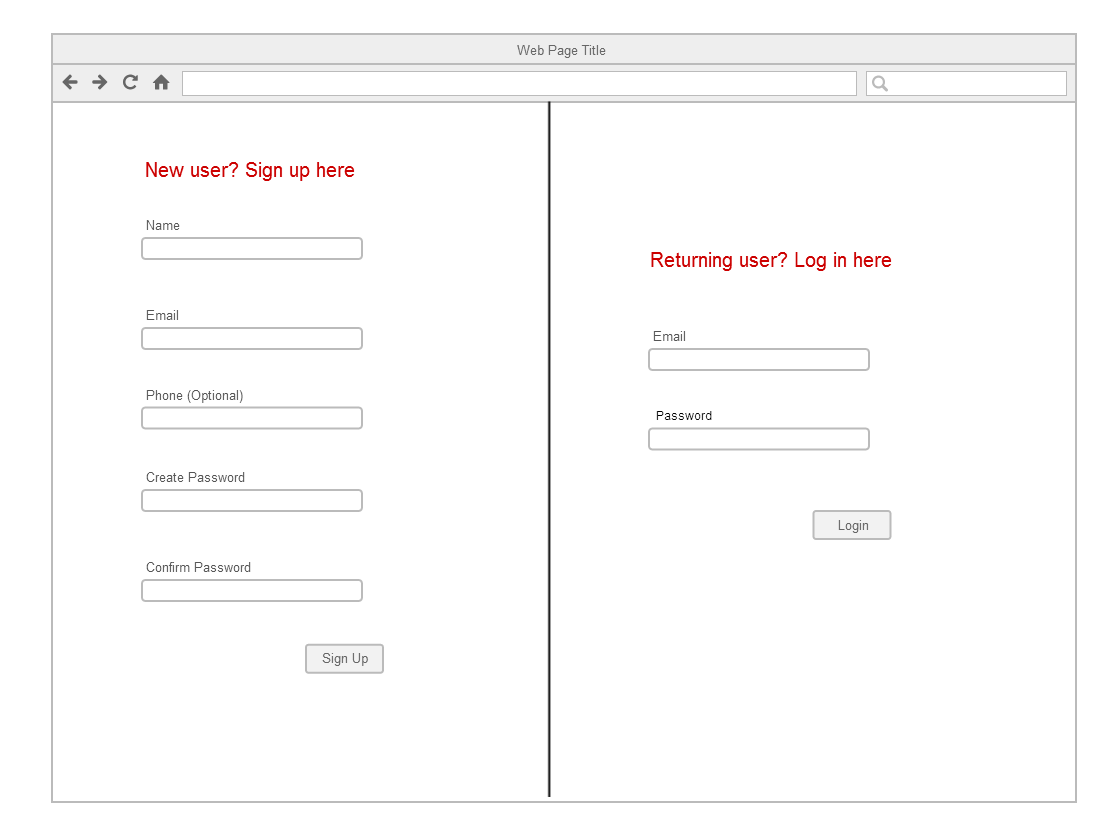 Web Page Title
New user? Sign up here
Name
Email
Phone (Optional)
Create Password
Confirm Password
Sign Up
Returning user? Log in here
Email
Password
Login